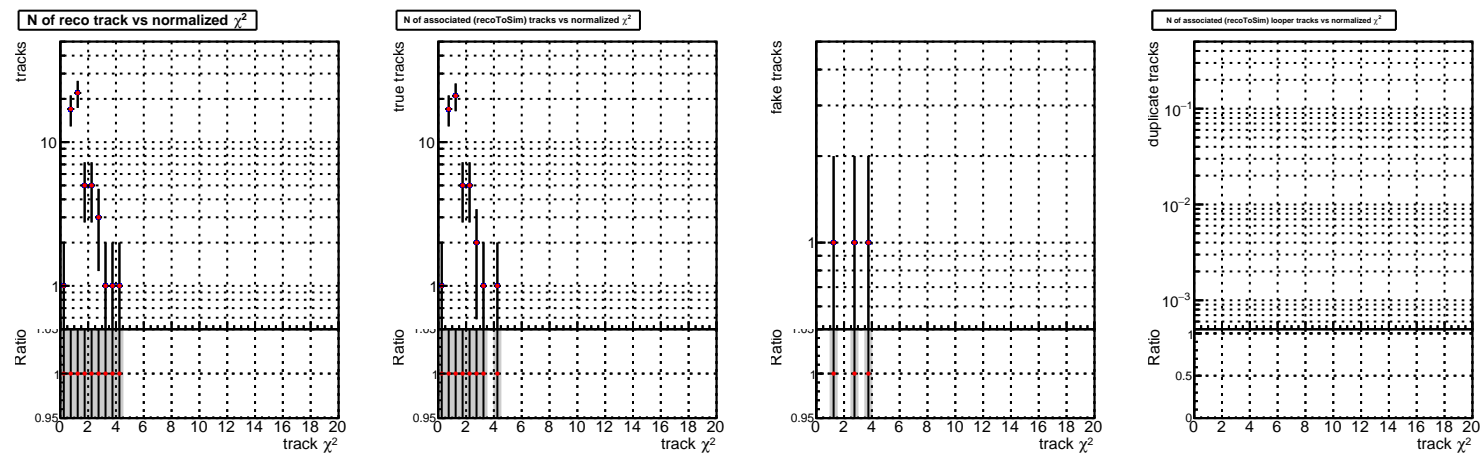 N of reco track vs normalized χ²
tracks
10
1
Ratio
1.05
1
0.95
0 2 4 6 8 10 12 14 16 18 20
track χ²
N of associated (recoToSim) tracks vs normalized χ²
true tracks
10
1
Ratio
1.05
1
0.95
0 2 4 6 8 10 12 14 16 18 20
track χ²
fake tracks
1
Ratio
1.05
1
0.95
0 2 4 6 8 10 12 14 16 18 20
track χ²
N of associated (recoToSim) looper tracks vs normalized χ²
duplicate tracks
10⁻¹
10⁻²
10⁻³
Ratio
1
0.5
0
0 2 4 6 8 10 12 14 16 18 20
track χ²